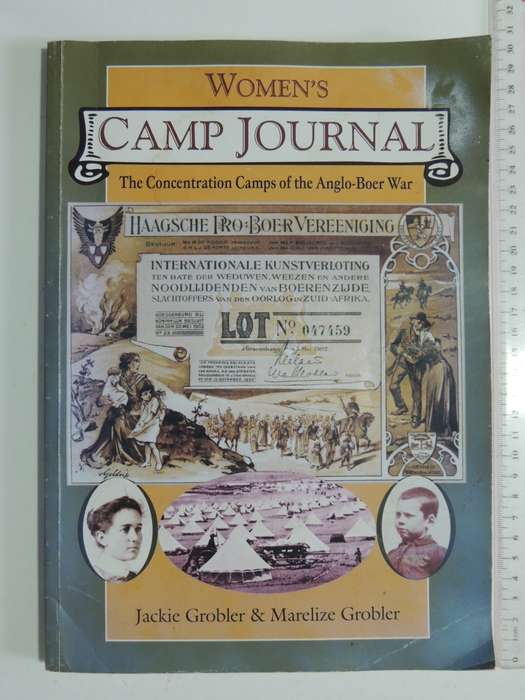 WOMEN'S
CAMP JOURNAL
The Concentration Camps of the Anglo-Boer War
HAAGSCHE PRO-BOER VEREENIGING
INTERNATIONALE KUNSTVERLOTING
TEN BATE DER WEDUWEN, WEEZEN EN ANDERE
NOODLIJDENDEN VAN BOERENZIJDE,
SLACHTOFFERS VAN DEN OORLOG IN ZUID-AFRIKA.
LOT No 047459
Jackie Grobler & Marelize Grobler